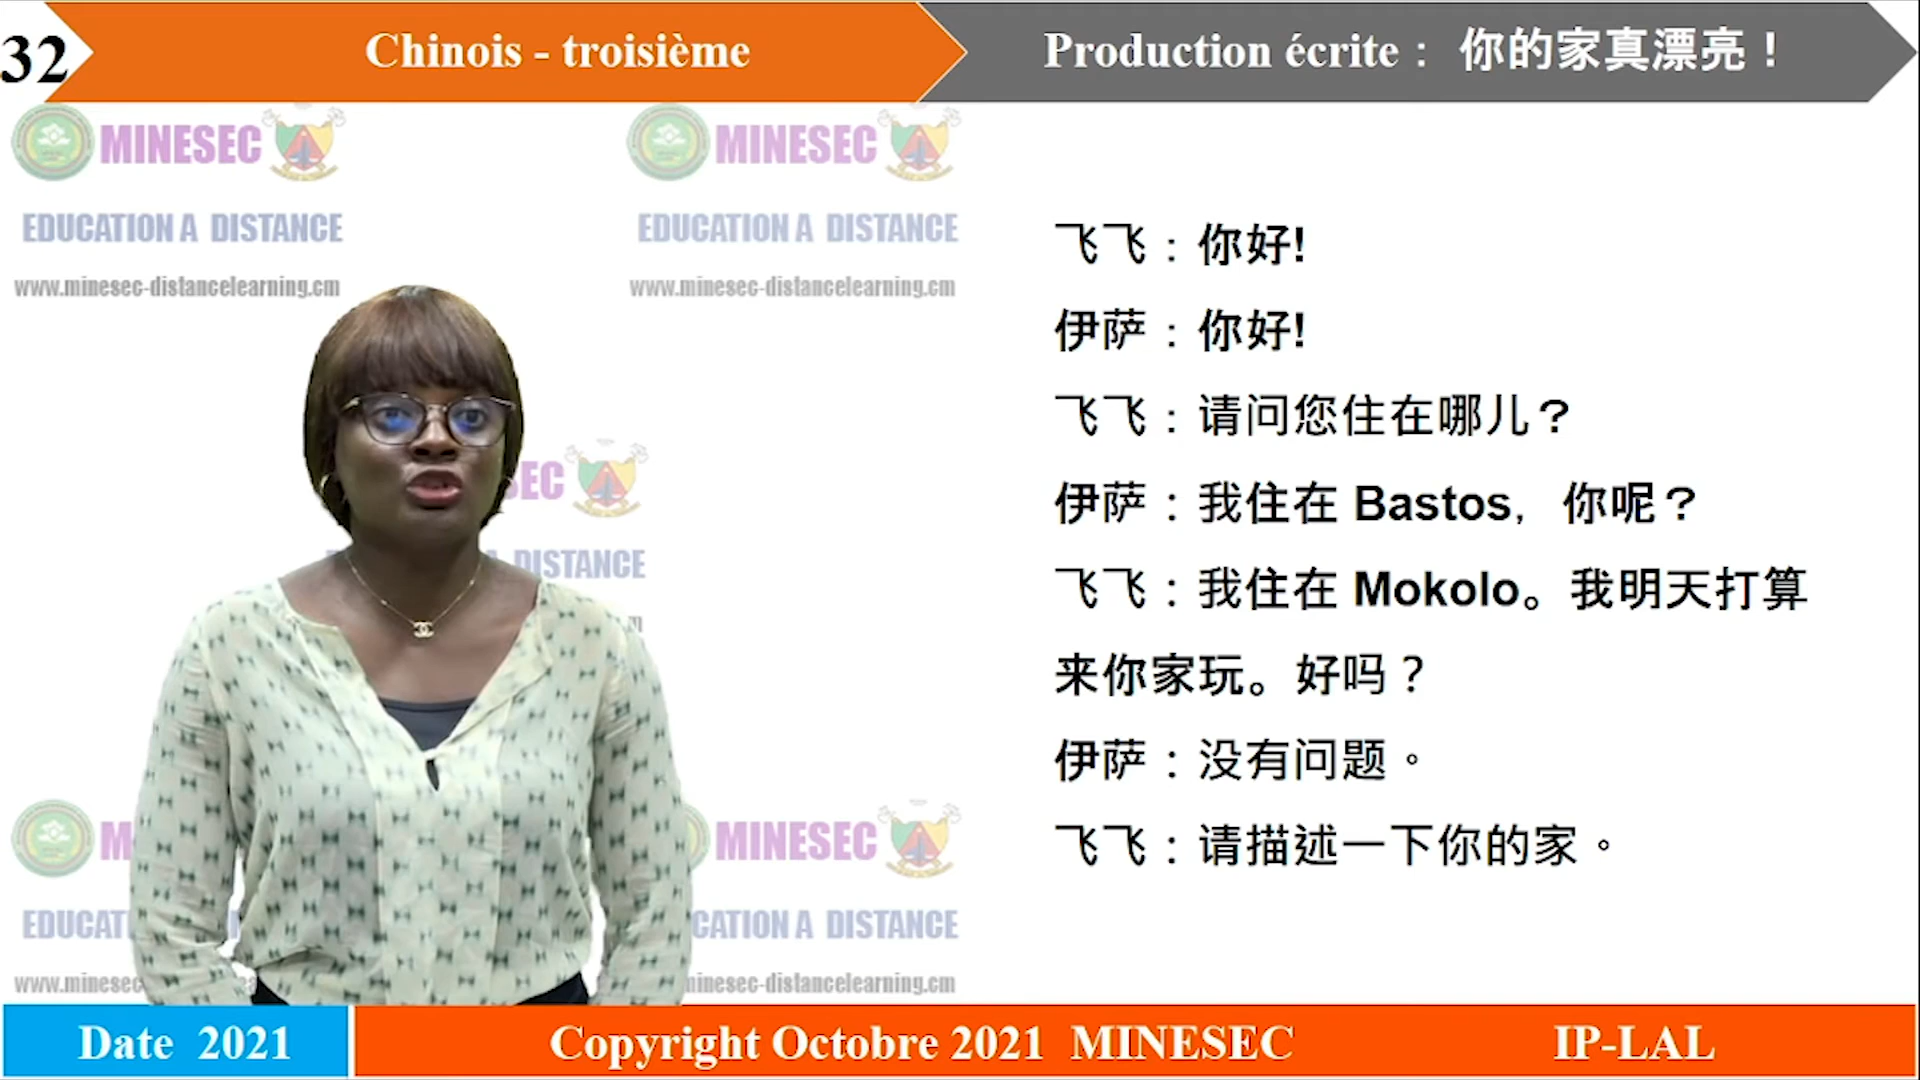 32
Chinois - troisième
Production écrite : 你的家真漂亮！
MINESEC
MINESEC
EDUCATION A DISTANCE
EDUCATION A DISTANCE
www.minesec-distancelearning.cm
www.minesec-distancelearning.cm
飞飞：你好!
伊萨：你好!
飞飞：请问您住在哪儿？
伊萨：我住在 Bastos, 你呢？
SEC
飞飞：我住在 Mokolo。我明天打算
A DISTANCE
来你家玩。好吗？
伊萨：没有问题。
飞飞：请描述一下你的家。
M
MINESEC
EDUCAT
CATION A DISTANCE
www.minesec
minesec-distancelearning.cm
Date 2021
Copyright Octobre 2021 MINESEC
IP-LAL